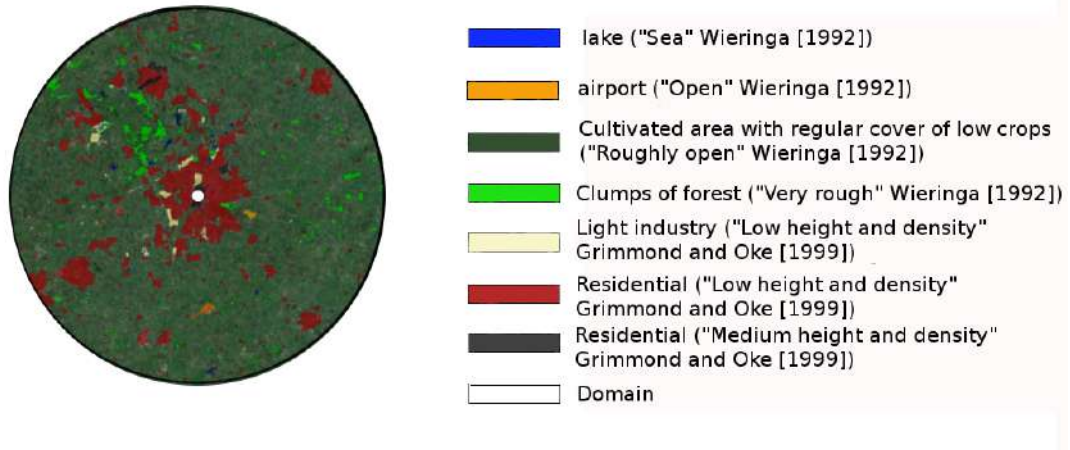 lake ("Sea" Wieringa [1992])
airport ("Open" Wieringa [1992])
Cultivated area with regular cover of low crops
("Roughly open" Wieringa [1992])
Clumps of forest ("Very rough" Wieringa [1992])
Light industry ("Low height and density"
Grimmond and Oke [1999])
Residential ("Low height and density"
Grimmond and Oke [1999])
Residential ("Medium height and density"
Grimmond and Oke [1999])
Domain